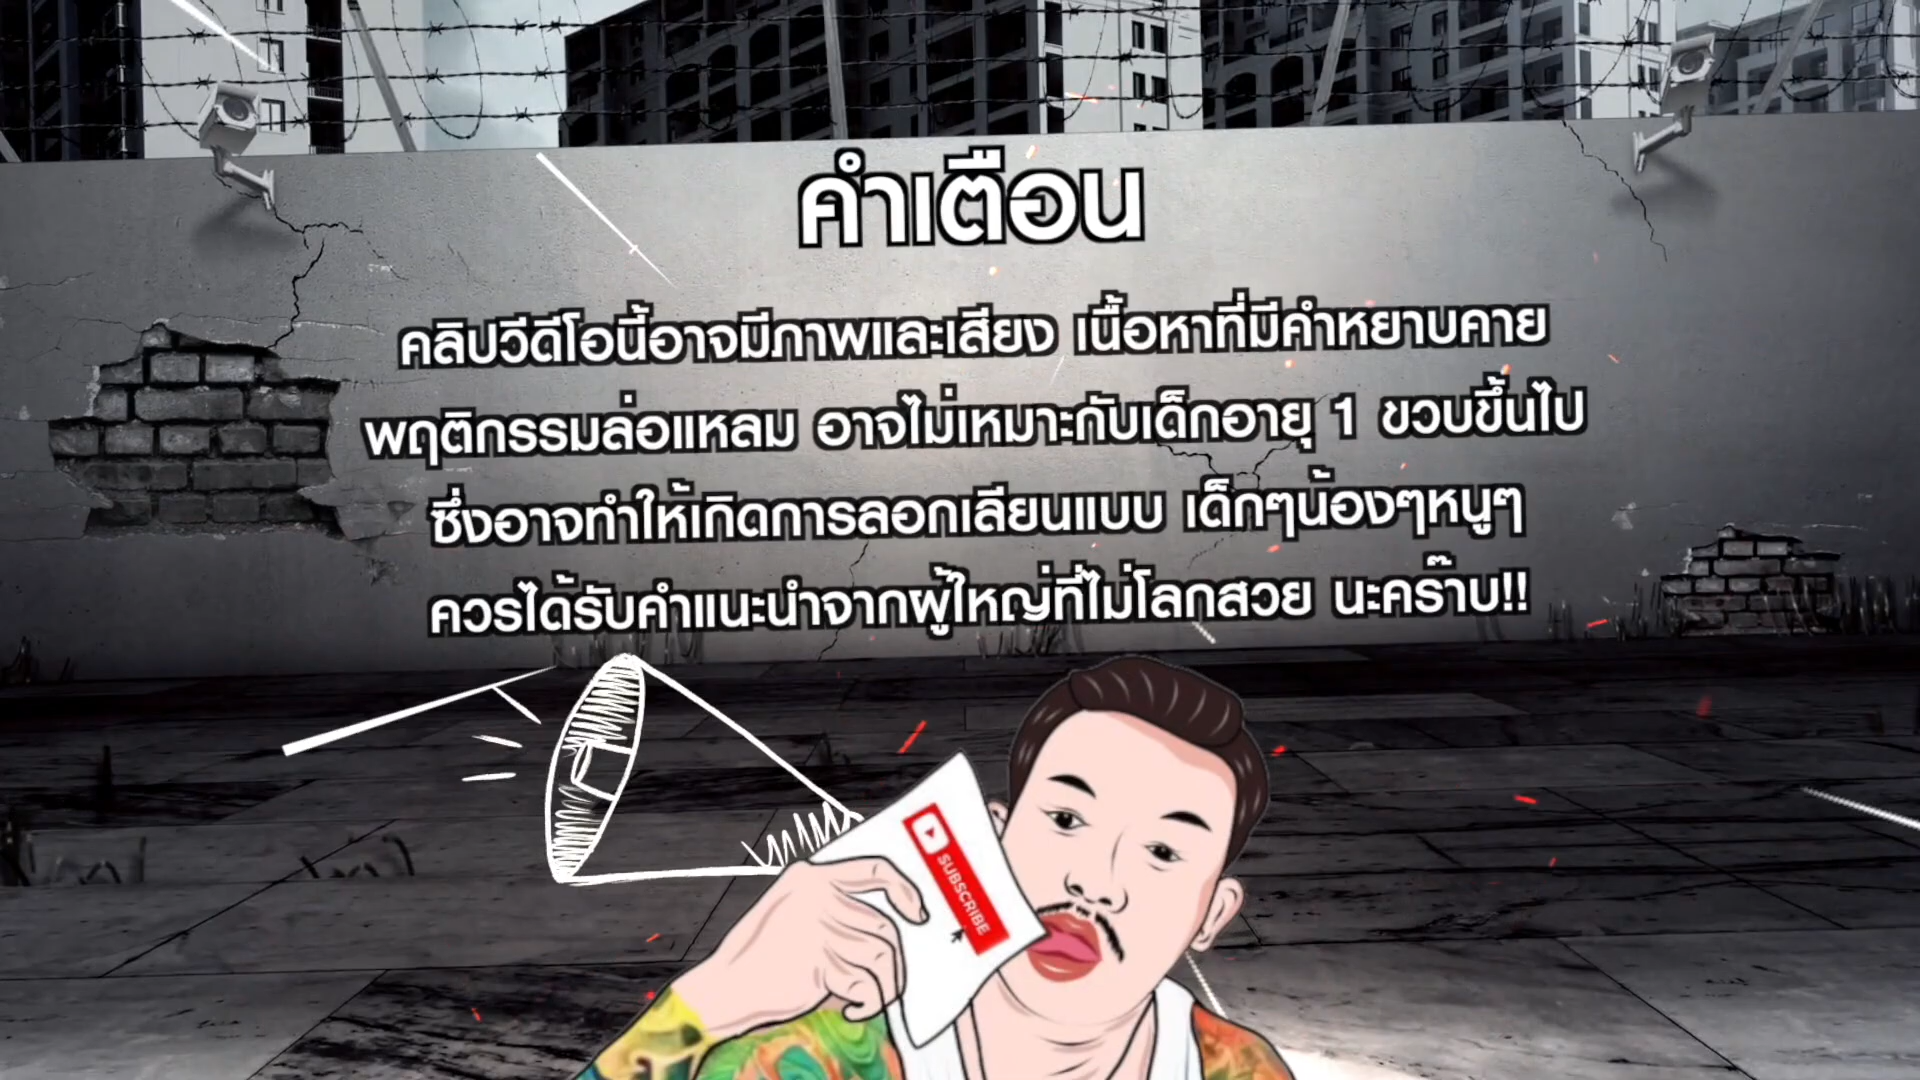 คำเตือน
คลิปวีดีโอนี้อาจมีภาพและเสียง เนื้อหาที่มีคำหยาบคาย
พฤติกรรมล่อแหลม อาจไม่เหมาะกับเด็กอายุ 1 ขวบขึ้นไป
ซึ่งอาจทำให้เกิดการลอกเลียนแบบ เด็กๆน้องๆหนูๆ
ควรได้รับคำแนะนำจากผู้ใหญ่ที่ไม่โลกสวย นะคร๊าบ!!
SUBSCRIBE